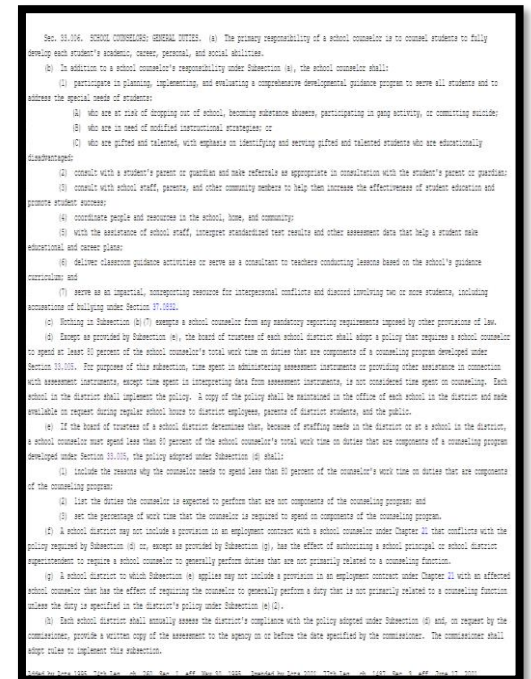 Sec. 33.006. SCHOOL COUNSELORS: GENERAL DUTIES. (a) The primary responsibility of a school counselor is to counsel students to fully
develop each student's academic, career, personal, and social abilities.
(b) In addition to a school counselor's responsibility under Subsection (a), the school counselor shall:
(1) participate in planning, implementing, and evaluating a comprehensive developmental guidance program to serve all students and to
address the special needs of students:
(A) who are at risk of dropping out of school, becoming substance abusers, participating in gang activity, or committing suicide;
(B) who are in need of modified instructional strategies; or
(C) who are gifted and talented, with emphasis on identifying and serving gifted and talented students who are educationally
disadvantaged;
(2) consult with a student's parent or guardian and make referrals as appropriate in consultation with the student's parent or guardian;
(3) consult with school staff, parents, and other community members to help them increase the effectiveness of student education and
promote student success;
(4) coordinate people and resources in the school, home, and community;
(5) with the assistance of school staff, interpret standardized test results and other assessment data that help a student make
educational and career plans;
(6) deliver classroom guidance activities or serve as a consultant to teachers conducting lessons based on the school's guidance
curriculum; and
(7) serve as an impartial, nonreporting resource for interpersonal conflicts and discord involving two or more students, including
accusations of bullying under Section 37.0832.
(c) Nothing in Subsection (b)(7) exempts a school counselor from any mandatory reporting requirements imposed by other provisions of law.
(d) Except as provided by Subsection (e), the board of trustees of each school district shall adopt a policy that requires a school counselor
to spend at least 80 percent of the school counselor's total work time on duties that are components of a counseling program developed under
Section 33.005. For purposes of this subsection, time spent in administering assessment instruments or providing other assistance in connection
with assessment instruments, except time spent in interpreting data from assessment instruments, is not considered time spent on counseling. Each
school in the district shall implement the policy. A copy of the policy shall be maintained in the office of each school in the district and made
available on request during regular school hours to district employees, parents of district students, and the public.
(e) If the board of trustees of a school district determines that, because of staffing needs in the district or at a school in the district,
a school counselor must spend less than 80 percent of the school counselor's total work time on duties that are components of a counseling program
developed under Section 33.005, the policy adopted under Subsection (d) shall:
(1) include the reasons why the counselor needs to spend less than 80 percent of the counselor's work time on duties that are components
of the counseling program;
(2) list the duties the counselor is expected to perform that are not components of the counseling program; and
(3) set the percentage of work time that the counselor is required to spend on components of the counseling program.
(f) A school district may not include a provision in an employment contract with a school counselor under Chapter 21 that conflicts with the
policy required by Subsection (d) or, except as provided by Subsection (g), has the effect of authorizing a school principal or school district
superintendent to require a school counselor to generally perform duties that are not primarily related to a counseling function.
(g) A school district to which Subsection (e) applies may not include a provision in an employment contract under Chapter 21 with an affected
school counselor that has the effect of requiring the counselor to generally perform a duty that is not primarily related to a counseling function
unless the duty is specified in the district's policy under Subsection (e)(2).
(h) Each school district shall annually assess the district's compliance with the policy adopted under Subsection (d) and, on request by the
commissioner, provide a written copy of the assessment to the agency on or before the date specified by the commissioner. The commissioner shall
adopt rules to implement this subsection.